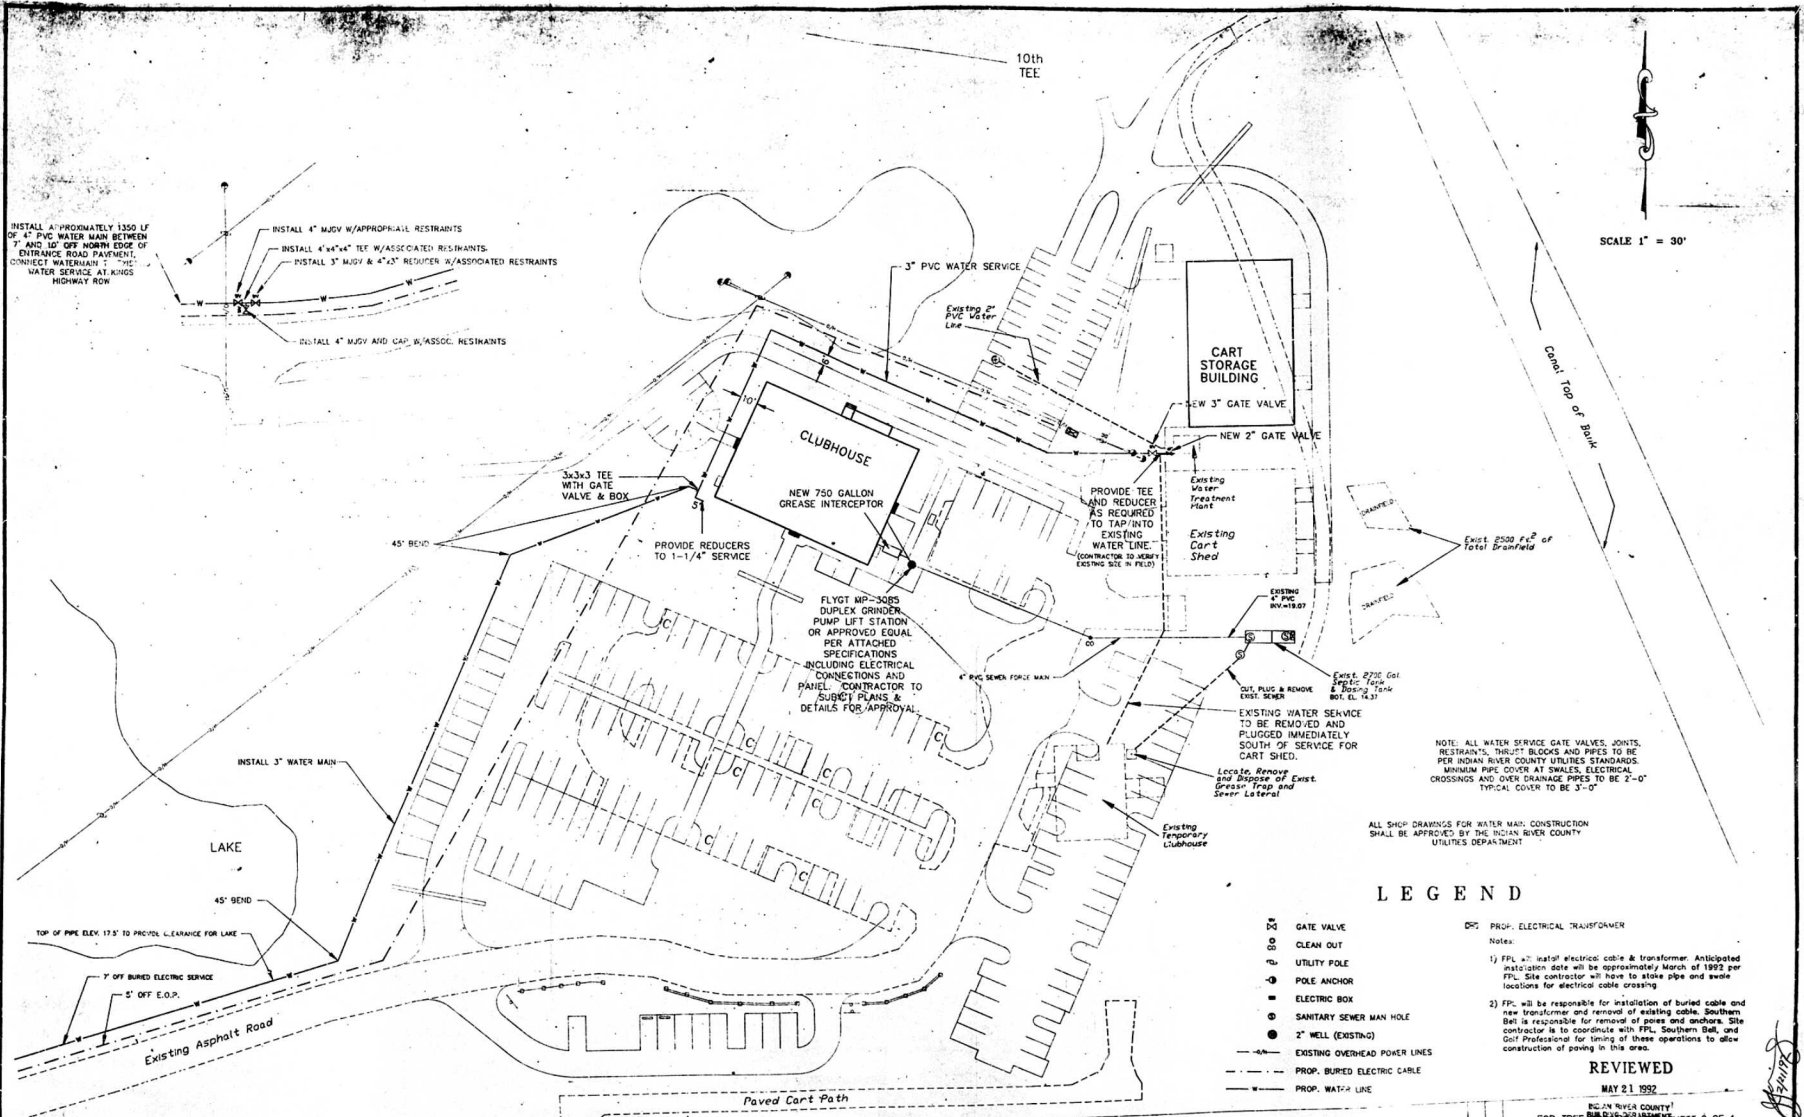 10th
TEE
SCALE 1" = 30'
INSTALL APPROXIMATELY 1350 LF
OF 4" PVC WATER MAIN BETWEEN
7' AND 10' OFF NORTH EDGE OF
ENTRANCE ROAD PAVEMENT,
CONNECT WATERMAIN
WATER SERVICE AT KINGS
HIGHWAY ROW
INSTALL 4" MJGV W/APPROPRIATE RESTRAINTS
INSTALL 4"x4"x4" TEE W/ASSOCIATED RESTRAINTS.
INSTALL 3" MJGV & 4"x3" REDUCER W/ASSOCIATED RESTRAINTS
INSTALL 4" MJGV AND CAP W/ASSOC. RESTRAINTS
3" PVC WATER SERVICE
Existing 2"
PVC Water
Line
CART
STORAGE
BUILDING
NEW 3" GATE VALVE
NEW 2" GATE VALVE
Canal Top of Bank
10'
CLUBHOUSE
NEW 750 GALLON
GREASE INTERCEPTOR
3x3x3 TEE
WITH GATE
VALVE & BOX
5'
45° BEND
PROVIDE REDUCERS
TO 1-1/4" SERVICE
PROVIDE TEE
AND REDUCER
AS REQUIRED
TO TAP INTO
EXISTING
WATER LINE.
(CONTRACTOR TO VERIFY
EXISTING SIZE IN FIELD)
Existing
Water
Treatment
Plant
Existing
Cart
Shed
DRAINFIELD
DRAINFIELD
Exist. 2500 Ft.² of
Total Drainfield
FLYGT MP-3085
DUPLEX GRINDER
PUMP LIFT STATION
OR APPROVED EQUAL
PER ATTACHED
SPECIFICATIONS
INCLUDING ELECTRICAL
CONNECTIONS AND
PANEL. CONTRACTOR TO
SUBMIT PLANS &
DETAILS FOR APPROVAL
EXISTING
4" PVC
INV.=19.07
CO
4" PVC SEWER FORCE MAIN
CUT, PLUG & REMOVE
EXIST. SEWER
Exist. 2700 Gal
Septic Tank
& Dosing Tank
BOT. EL. 14.37
EXISTING WATER SERVICE
TO BE REMOVED AND
PLUGGED IMMEDIATELY
SOUTH OF SERVICE FOR
CART SHED.
Locate, Remove
and Dispose of Exist.
Grease Trap and
Sewer Lateral
Existing
Temporary
Clubhouse
NOTE: ALL WATER SERVICE GATE VALVES, JOINTS,
RESTRAINTS, THRUST BLOCKS AND PIPES TO BE
PER INDIAN RIVER COUNTY UTILITIES STANDARDS.
MINIMUM PIPE COVER AT SWALES, ELECTRICAL
CROSSINGS AND OVER DRAINAGE PIPES TO BE 2'-0"
TYPICAL COVER TO BE 3'-0"
ALL SHOP DRAWINGS FOR WATER MAIN CONSTRUCTION
SHALL BE APPROVED BY THE INDIAN RIVER COUNTY
UTILITIES DEPARTMENT
INSTALL 3" WATER MAIN
LAKE
45° BEND
TOP OF PIPE ELEV. 17.5' TO PROVIDE CLEARANCE FOR LAKE
7' OFF BURIED ELECTRIC SERVICE
5' OFF E.O.P.
Existing Asphalt Road
Paved Cart Path
LEGEND
GATE VALVE
CLEAN OUT
UTILITY POLE
POLE ANCHOR
ELECTRIC BOX
SANITARY SEWER MAN HOLE
2" WELL (EXISTING)
EXISTING OVERHEAD POWER LINES
PROP. BURIED ELECTRIC CABLE
PROP. WATER LINE
PROP. ELECTRICAL TRANSFORMER
Notes:
1) FPL will install electrical cable & transformer. Anticipated
installation date will be approximately March of 1992 per
FPL. Site contractor will have to stake pipe and swale
locations for electrical cable crossing
2) FPL will be responsible for installation of buried cable and
new transformer and removal of existing cable. Southern
Bell is responsible for removal of poles and anchors. Site
contractor is to coordinate with FPL, Southern Bell, and
Golf Professional for timing of these operations to allow
construction of paving in this area.
REVIEWED
MAY 21 1992
INDIAN RIVER COUNTY
BUILDING DEPARTMENT